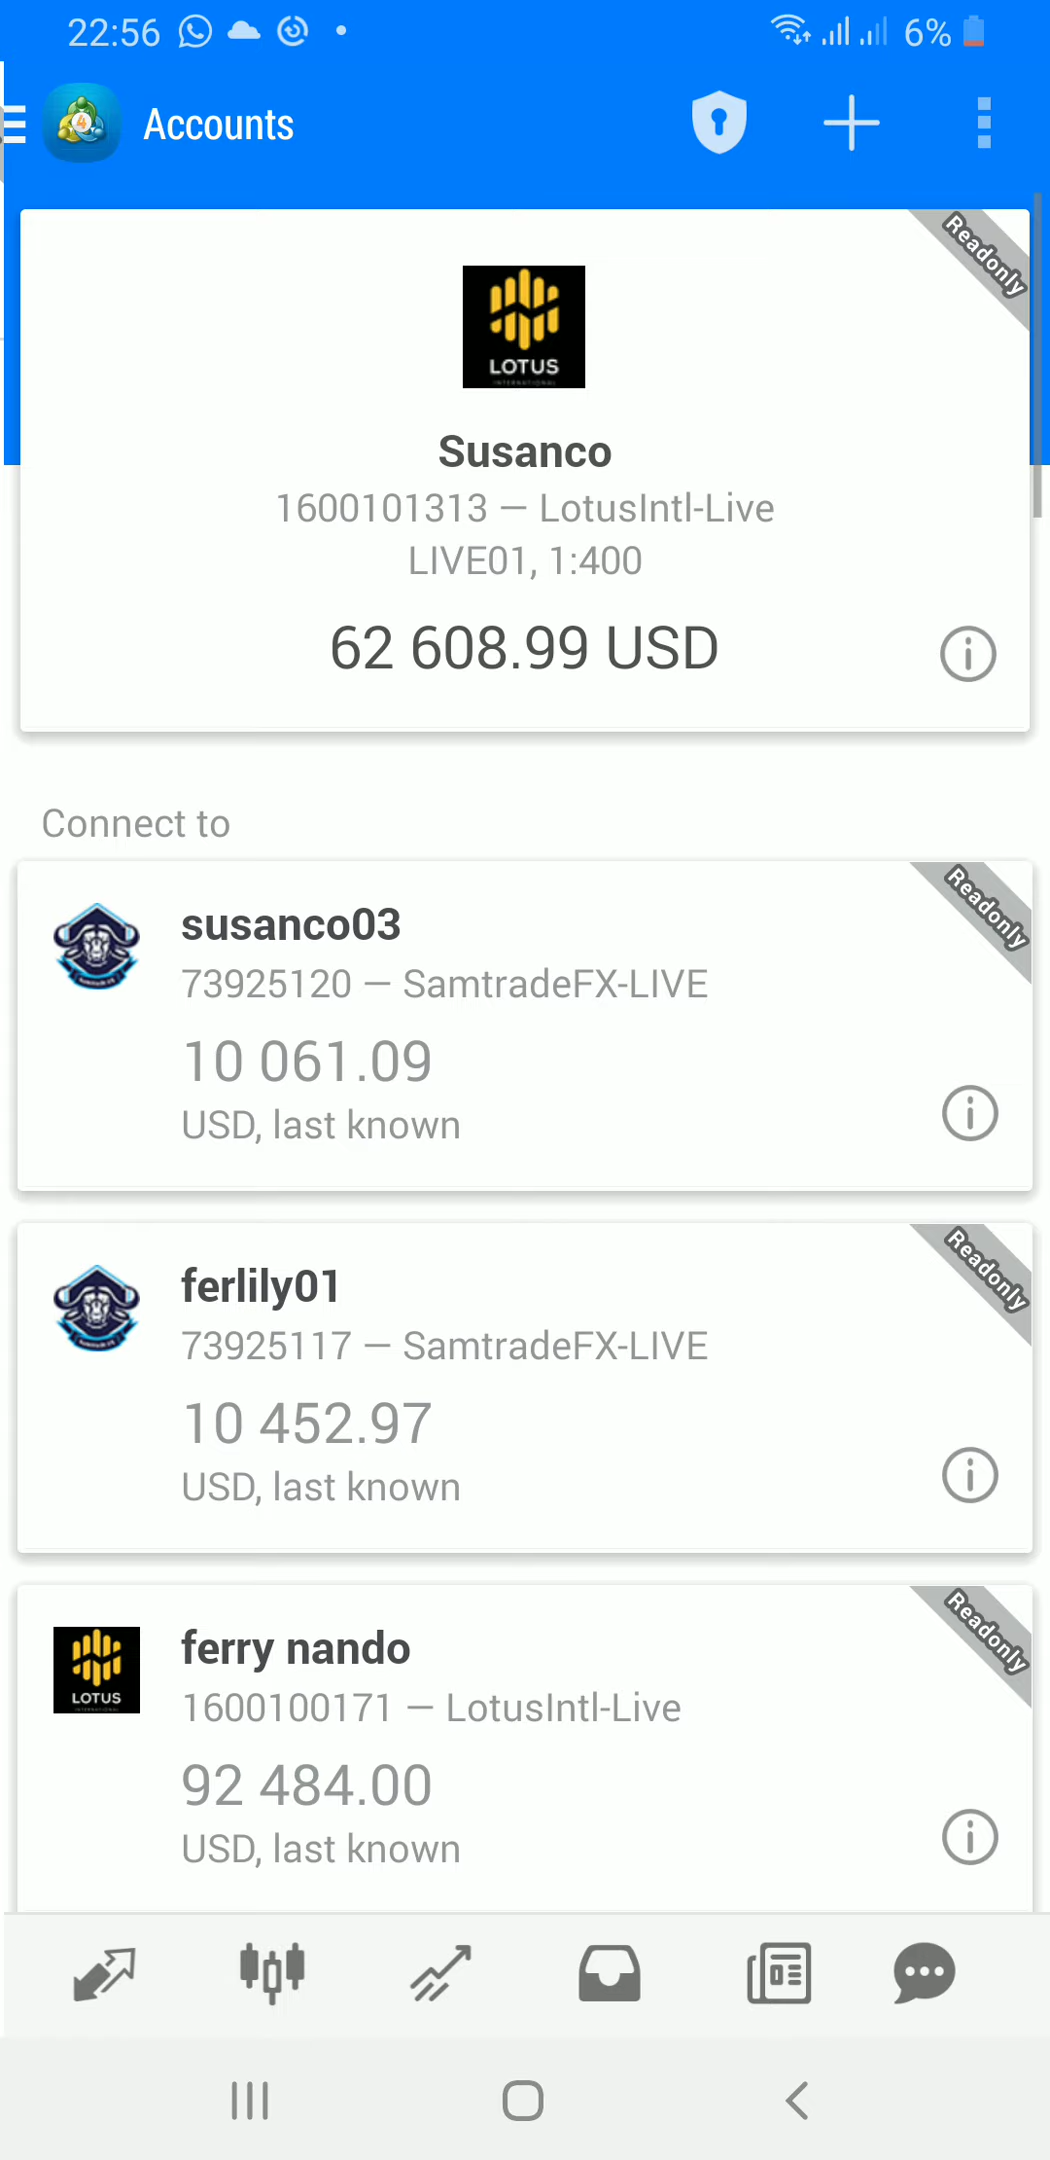 22:56
6%
4
Accounts
Readonly
LOTUS
INTERNATIONAL
Susanco
1600101313 — LotusIntl-Live
LIVE01, 1:400
62 608.99 USD
Connect to
Readonly
susanco03
73925120 — SamtradeFX-LIVE
10 061.09
USD, last known
Readonly
ferlily01
73925117 — SamtradeFX-LIVE
10 452.97
USD, last known
Readonly
LOTUS
ferry nando
1600100171 — LotusIntl-Live
92 484.00
USD, last known